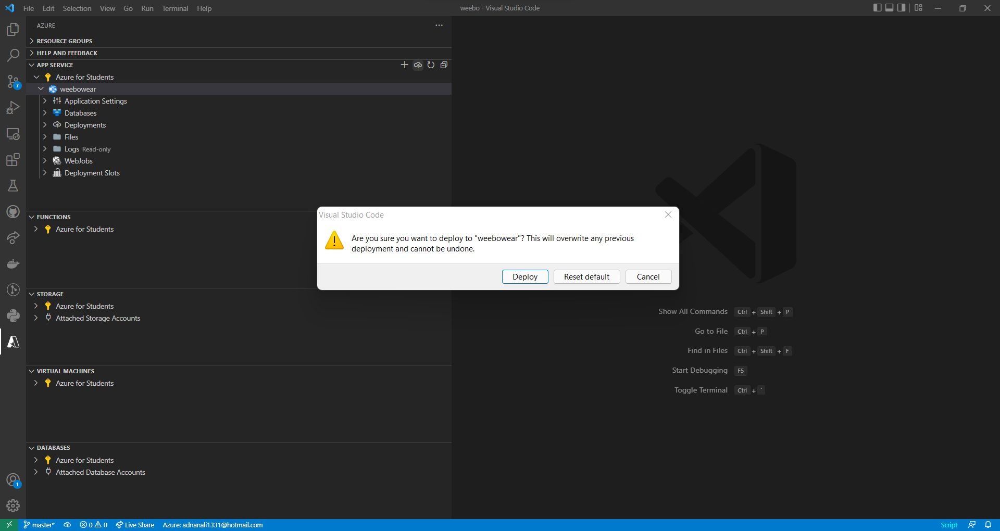 File Edit Selection View Go Run Terminal Help
weebo - Visual Studio Code
AZURE
RESOURCE GROUPS
HELP AND FEEDBACK
APP SERVICE
Azure for Students
weebowear
Application Settings
Databases
Deployments
Files
Logs Read-only
WebJobs
Deployment Slots
FUNCTIONS
Azure for Students
STORAGE
Azure for Students
Attached Storage Accounts
VIRTUAL MACHINES
Azure for Students
DATABASES
Azure for Students
Attached Database Accounts
7
1
Visual Studio Code
Are you sure you want to deploy to "weebowear"? This will overwrite any previous
deployment and cannot be undone.
Deploy Reset default Cancel
Show All Commands Ctrl + Shift + P
Go to File Ctrl + P
Find in Files Ctrl + Shift + F
Start Debugging F5
Toggle Terminal Ctrl + `
master* 0 0 Live Share Azure: adnanali1331@hotmail.com Script